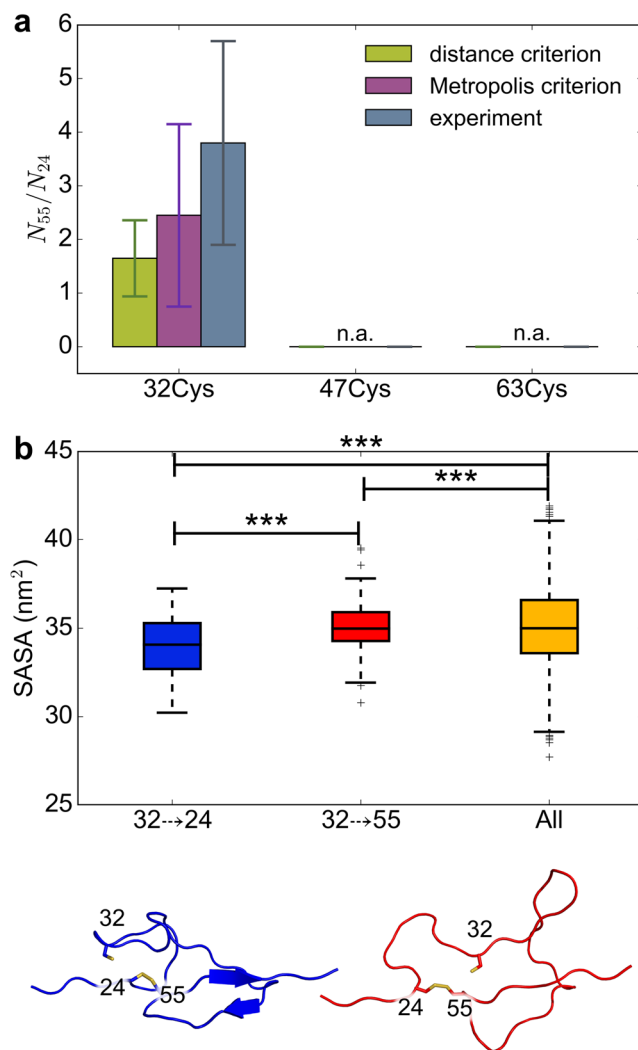 a
6
5
4
3
2
1
0
N55/N24
distance criterion
Metropolis criterion
experiment
n.a.
n.a.
32Cys
47Cys
63Cys
b
45
40
35
30
25
SASA (nm²)
***
***
***
32⇢24
32⇢55
All
32
24
55
32
24
55